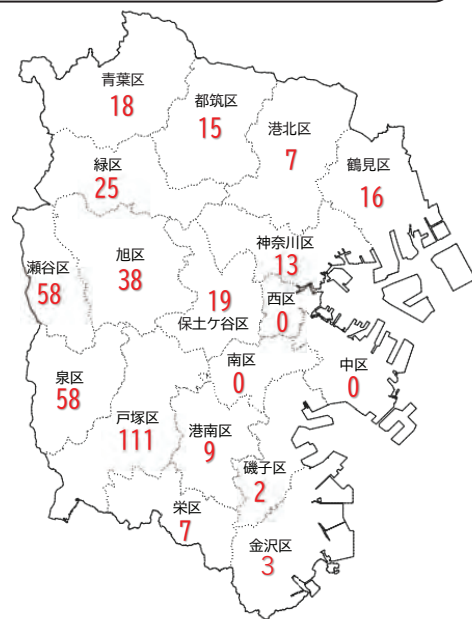 青葉区
18
都筑区
15
港北区
7
鶴見区
16
緑区
25
神奈川区
13
旭区
38
瀬谷区
58
19
保土ケ谷区
西区
0
南区
0
中区
0
泉区
58
戸塚区
111
港南区
9
磯子区
2
栄区
7
金沢区
3